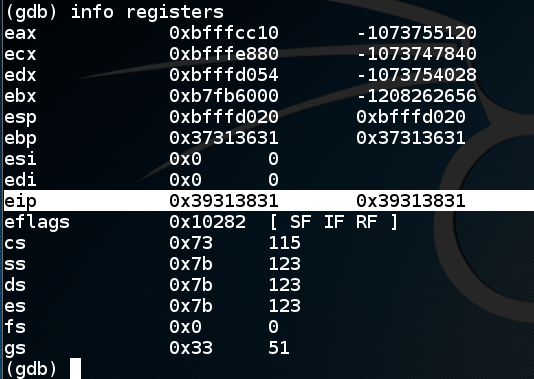 (gdb) info registers
eax 0xbfffcc10 -1073755120
ecx 0xbfffe880 -1073747840
edx 0xbfffd054 -1073754028
ebx 0xb7fb6000 -1208262656
esp 0xbfffd020 0xbfffd020
ebp 0x37313631 0x37313631
esi 0x0 0
edi 0x0 0
eip 0x39313831 0x39313831
eflags 0x10282 [ SF IF RF ]
cs 0x73 115
ss 0x7b 123
ds 0x7b 123
es 0x7b 123
fs 0x0 0
gs 0x33 51
(gdb)